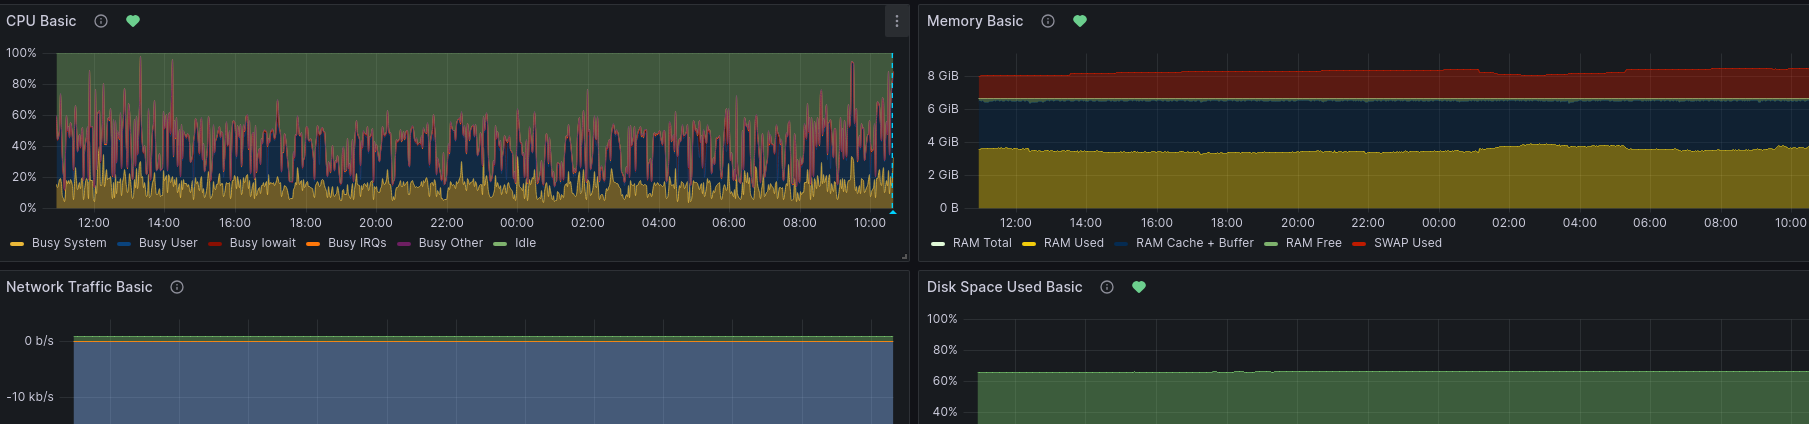 CPU Basic
Memory Basic
100%
80%
60%
40%
20%
0%
12:00 14:00 16:00 18:00 20:00 22:00 00:00 02:00 04:00 06:00 08:00 10:00
Busy System Busy User Busy Iowait Busy IRQs Busy Other Idle
8 GiB
6 GiB
4 GiB
2 GiB
0 B
12:00 14:00 16:00 18:00 20:00 22:00 00:00 02:00 04:00 06:00 08:00 10:00
RAM Total RAM Used RAM Cache + Buffer RAM Free SWAP Used
Network Traffic Basic
0 b/s
-10 kb/s
Disk Space Used Basic
100%
80%
60%
40%